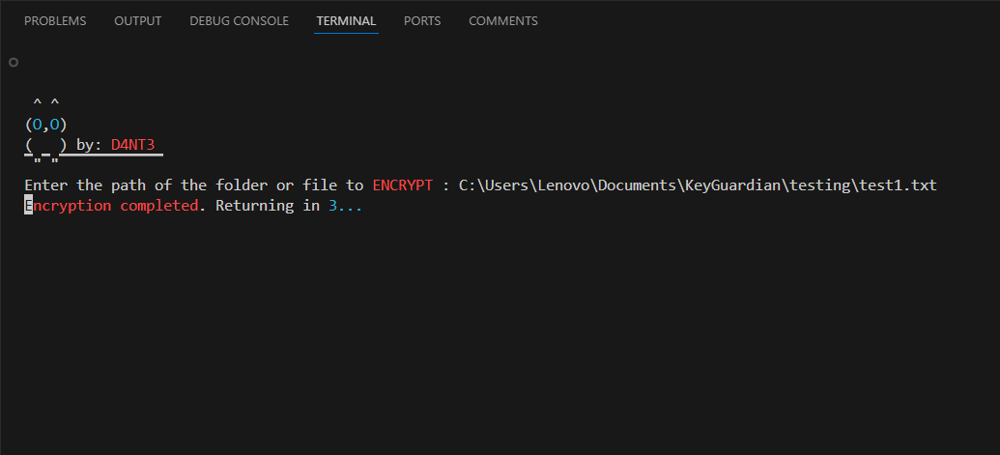 PROBLEMS OUTPUT DEBUG CONSOLE TERMINAL PORTS COMMENTS
^ ^
(O,O)
(   ) by: D4NT3
" "
Enter the path of the folder or file to ENCRYPT : C:\Users\Lenovo\Documents\KeyGuardian\testing\test1.txt
Encryption completed. Returning in 3...